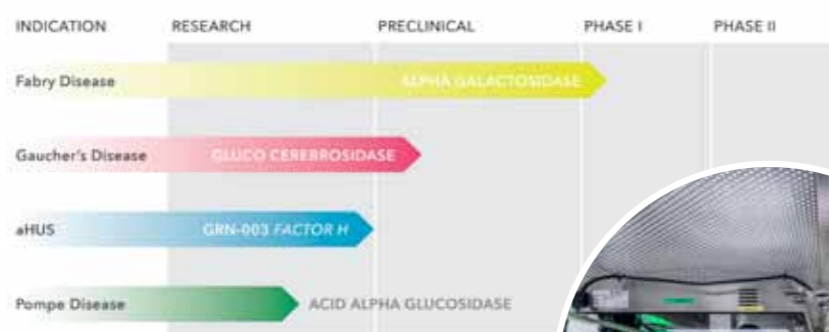 INDICATION RESEARCH PRECLINICAL PHASE I PHASE II
Fabry Disease ALPHA GALACTOSIDASE
Gaucher's Disease GLUCO CEREBROSIDASE
aHUS GRN-003 FACTOR H
Pompe Disease ACID ALPHA GLUCOSIDASE